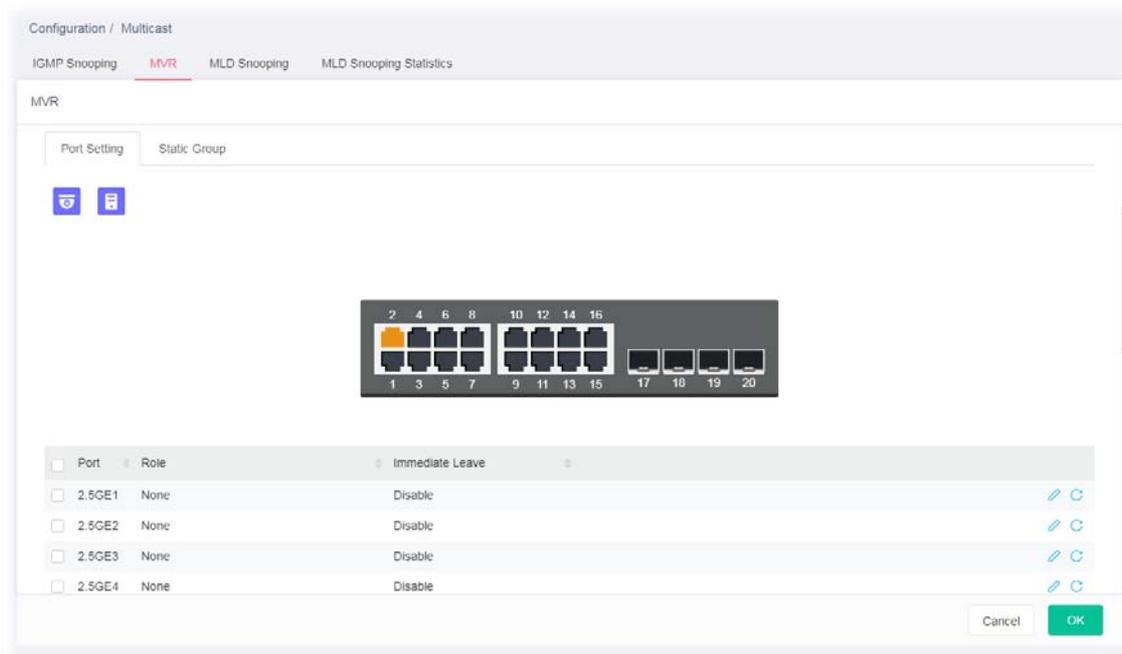 Configuration / Multicast
IGMP Snooping MVR MLD Snooping MLD Snooping Statistics
MVR
Port Setting Static Group
2 4 6 8 10 12 14 16
1 3 5 7 9 11 13 15 17 18 19 20
Port Role Immediate Leave
2.5GE1 None Disable
2.5GE2 None Disable
2.5GE3 None Disable
2.5GE4 None Disable
Cancel OK